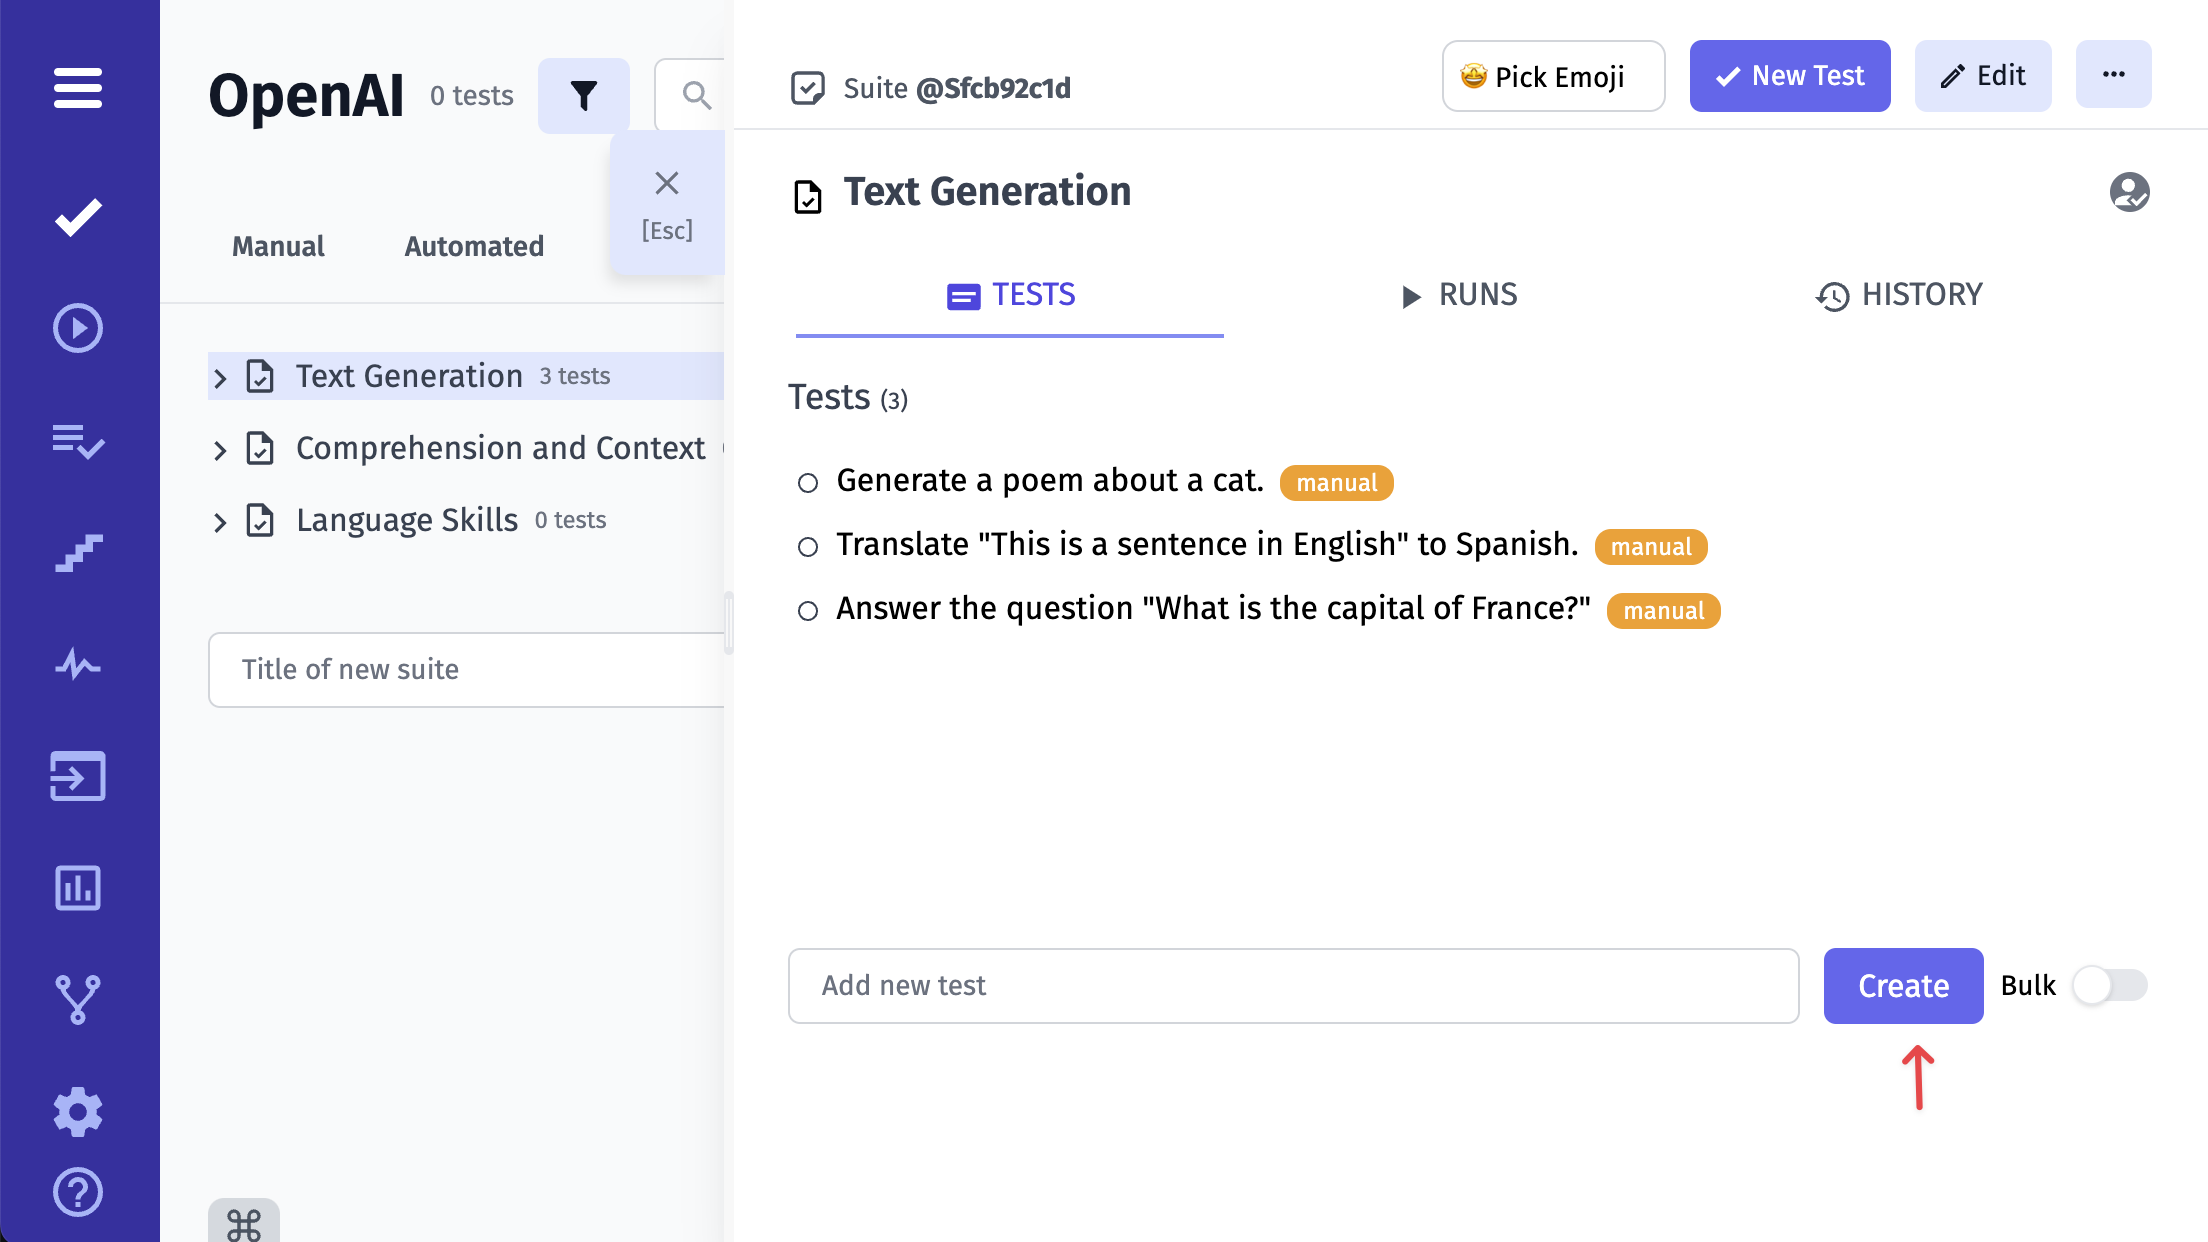 OpenAI 0 tests
[Esc]
Manual Automated
Text Generation 3 tests
Comprehension and Context
Language Skills 0 tests
Title of new suite
Suite @Sfcb92c1d
Pick Emoji
New Test
Edit
Text Generation
TESTS
RUNS
HISTORY
Tests (3)
Generate a poem about a cat. manual
Translate "This is a sentence in English" to Spanish. manual
Answer the question "What is the capital of France?" manual
Add new test
Create
Bulk